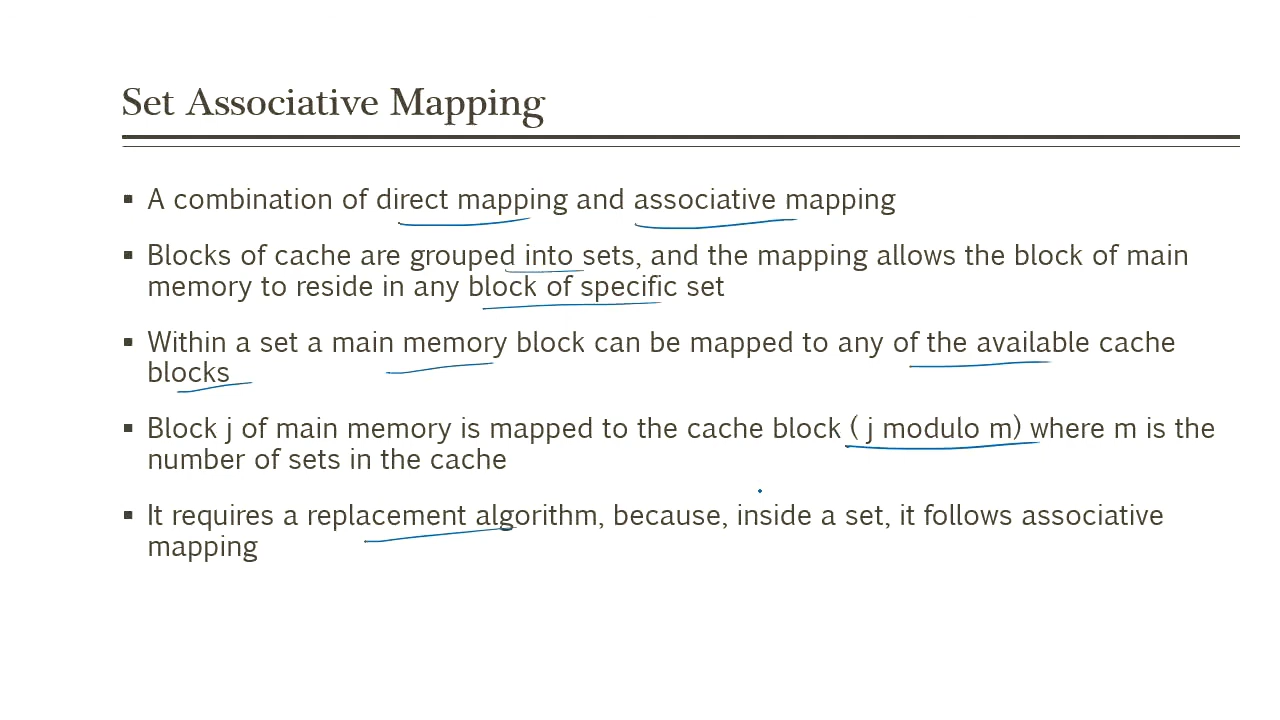 Set Associative Mapping
▪ A combination of direct mapping and associative mapping
▪ Blocks of cache are grouped into sets, and the mapping allows the block of main
memory to reside in any block of specific set
▪ Within a set a main memory block can be mapped to any of the available cache
blocks
▪ Block j of main memory is mapped to the cache block ( j modulo m) where m is the
number of sets in the cache
▪ It requires a replacement algorithm, because, inside a set, it follows associative
mapping